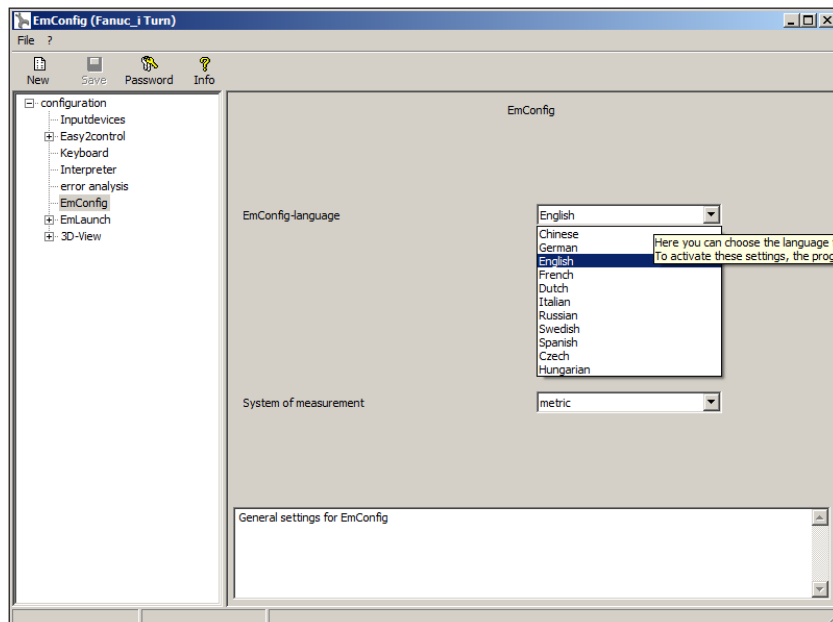 EmConfig (Fanuc_i Turn)
File ?
New Save Password Info
configuration
Inputdevices
Easy2control
Keyboard
Interpreter
error analysis
EmConfig
EmLaunch
3D-View
EmConfig
EmConfig-language
English
Chinese
German
English
French
Dutch
Italian
Russian
Swedish
Spanish
Czech
Hungarian
Here you can choose the language
To activate these settings, the prog
System of measurement
metric
General settings for EmConfig